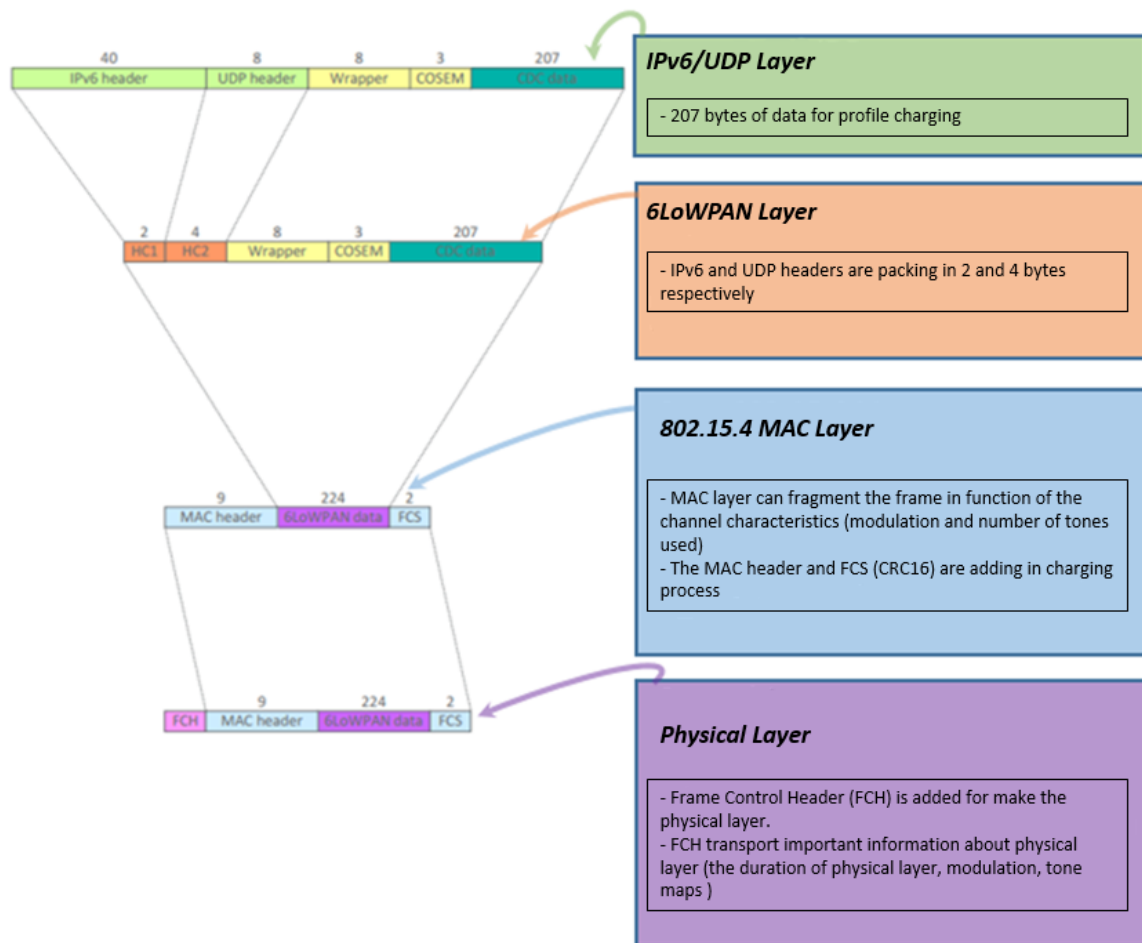 40 8 8 3 207
IPv6 header UDP header Wrapper COSEM CDC data
IPv6/UDP Layer
- 207 bytes of data for profile charging
2 4 8 3 207
HC1 HC2 Wrapper COSEM CDC data
6LoWPAN Layer
- IPv6 and UDP headers are packing in 2 and 4 bytes
respectively
9 224 2
MAC header 6LoWPAN data FCS
802.15.4 MAC Layer
- MAC layer can fragment the frame in function of the
channel characteristics (modulation and number of tones
used)
- The MAC header and FCS (CRC16) are adding in charging
process
9 224 2
FCH MAC header 6LoWPAN data FCS
Physical Layer
- Frame Control Header (FCH) is added for make the
physical layer.
- FCH transport important information about physical
layer (the duration of physical layer, modulation, tone
maps )